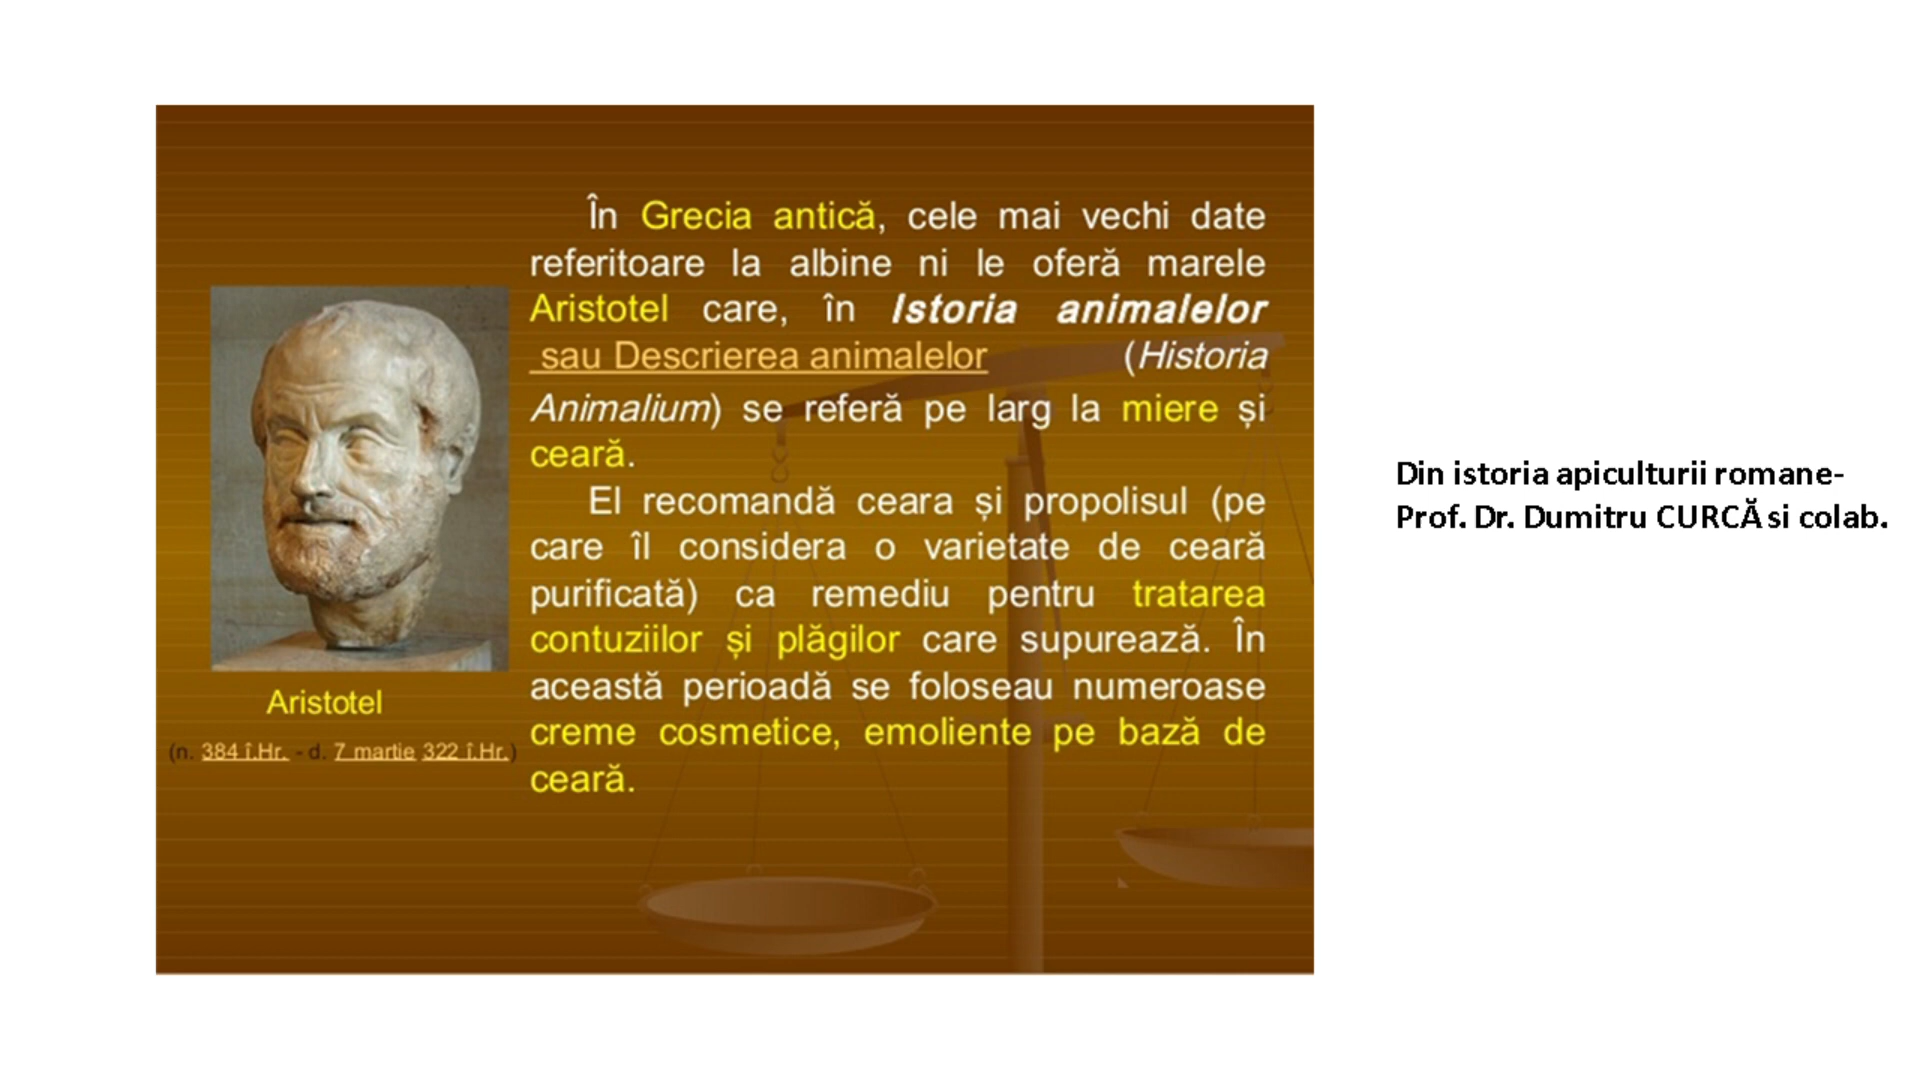 În Grecia antică, cele mai vechi date
referitoare la albine ni le oferă marele
Aristotel care, în Istoria animalelor
sau Descrierea animalelor (Historia
Animalium) se referă pe larg la miere și
ceară.
El recomandă ceara și propolisul (pe
care îl considera o varietate de ceară
purificată) ca remediu pentru tratarea
contuziilor și plăgilor care supurează. În
această perioadă se foloseau numeroase
creme cosmetice, emoliente pe bază de
ceară.
Aristotel
(n. 384 î.Hr. - d. 7 martie 322 î.Hr.)
Din istoria apiculturii romane-
Prof. Dr. Dumitru CURCĂ si colab.